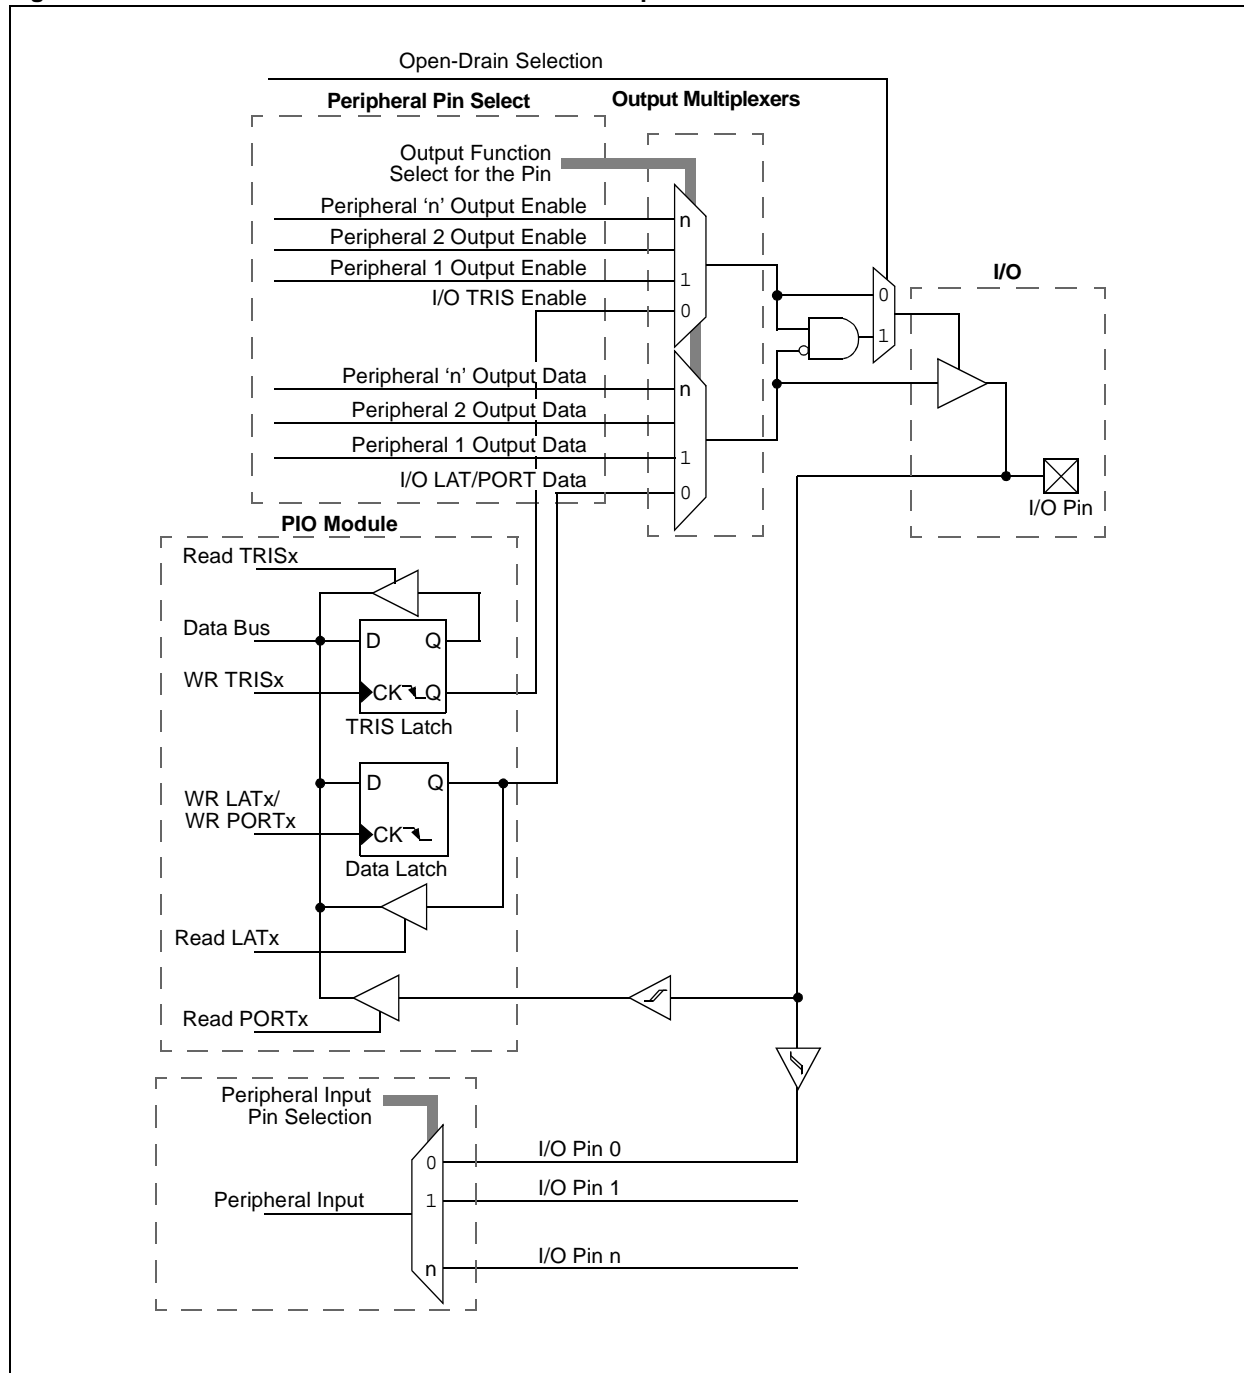 Open-Drain Selection
Peripheral Pin Select
Output Multiplexers
Output Function
Select for the Pin
Peripheral ‘n’ Output Enable
Peripheral 2 Output Enable
Peripheral 1 Output Enable
I/O TRIS Enable
n
1
0
Peripheral ‘n’ Output Data
Peripheral 2 Output Data
Peripheral 1 Output Data
I/O LAT/PORT Data
n
1
0
0
1
I/O
I/O Pin
PIO Module
Read TRISx
Data Bus
WR TRISx
D
Q
CK
Q
TRIS Latch
WR LATx/
WR PORTx
D
Q
CK
Data Latch
Read LATx
Read PORTx
Peripheral Input
Pin Selection
Peripheral Input
0
1
n
I/O Pin 0
I/O Pin 1
I/O Pin n